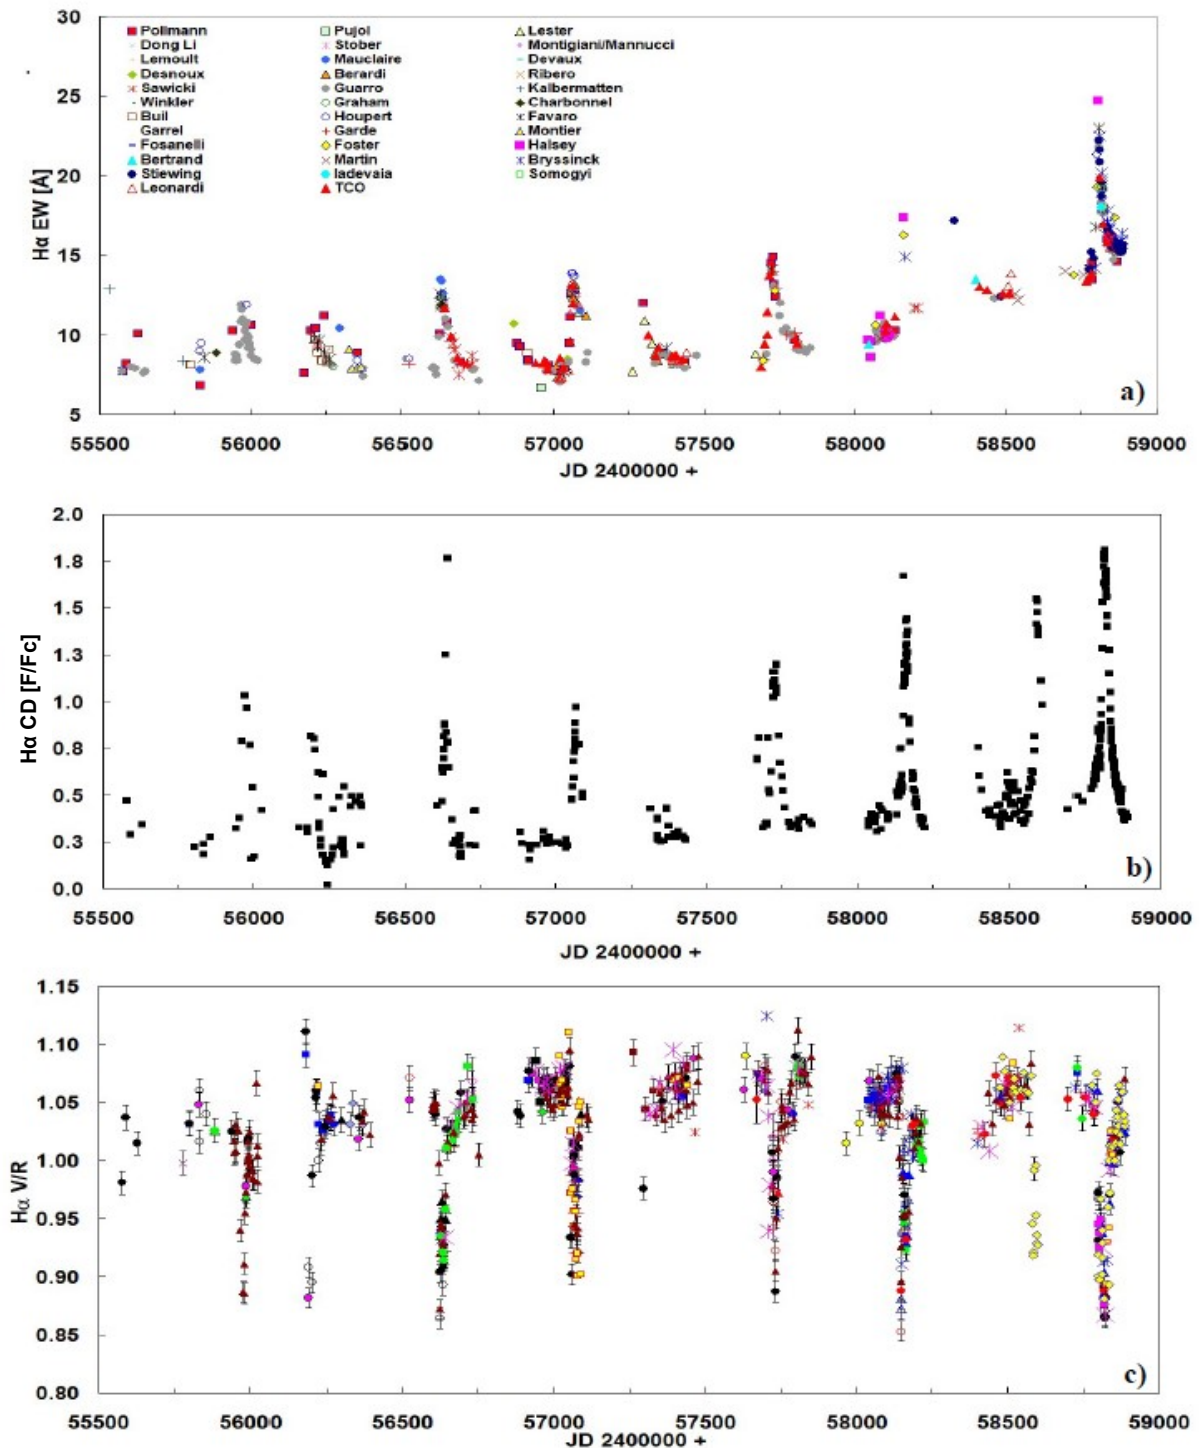 30
25
20
15
10
5
Hα EW [Å]
Pollmann Pujol Lester
Dong Li Stober Montigiani/Mannucci
Lemoult Mauclaire Devaux
Desnoux Berardi Ribero
Sawicki Guarro Kalbermatten
Winkler Graham Charbonnel
Buil Houpert Favaro
Garrel Garde Montier
Fosanelli Foster Halsey
Bertrand Martin Bryssinck
Stiewing Iadevaia Somogyi
Leonardi TCO
a)
55500 56000 56500 57000 57500 58000 58500 59000
JD 2400000 +
2.0
1.8
1.5
1.3
1.0
0.8
0.5
0.3
0.0
Hα CD [F/Fc]
b)
55500 56000 56500 57000 57500 58000 58500 59000
JD 2400000 +
1.15
1.10
1.05
1.00
0.95
0.90
0.85
0.80
Hα V/R
c)
55500 56000 56500 57000 57500 58000 58500 59000
JD 2400000 +